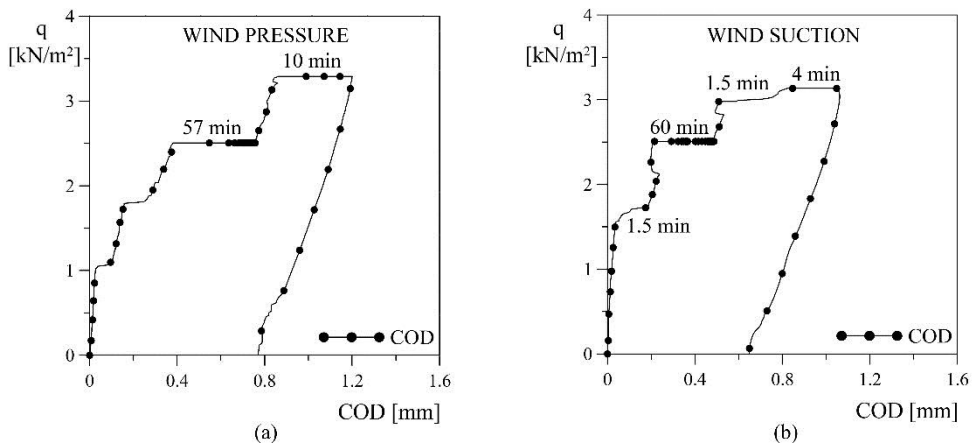 q
[kN/m²]
4
3
2
1
0
WIND PRESSURE
10 min
57 min
COD
0
0.4
0.8
1.2
1.6
COD [mm]
(a)
q
[kN/m²]
4
3
2
1
0
WIND SUCTION
1.5 min
4 min
60 min
1.5 min
COD
0
0.4
0.8
1.2
1.6
COD [mm]
(b)